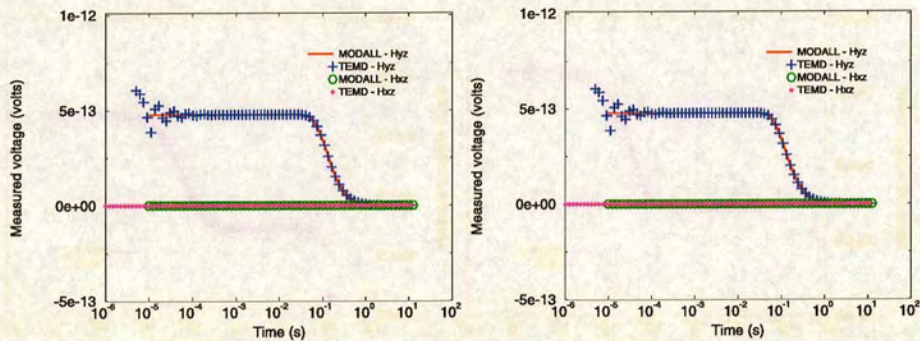 1e-12
5e-13
0e+00
-5e-13
Measured voltage (volts)
MODALL - Hyz
TEMD - Hyz
MODALL - Hxz
TEMD - Hxz
10-6 10-5 10-4 10-3 10-2 10-1 100 101 102
Time (s)
1e-12
5e-13
0e+00
-5e-13
Measured voltage (volts)
MODALL - Hyz
TEMD - Hyz
MODALL - Hxz
TEMD - Hxz
10-6 10-5 10-4 10-3 10-2 10-1 100 101 102
Time (s)